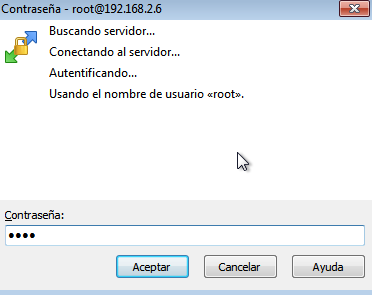 Contraseña - root@192.168.2.6
Buscando servidor...
Conectando al servidor...
Autentificando...
Usando el nombre de usuario «root».
Contraseña:
●●●●
Aceptar
Cancelar
Ayuda